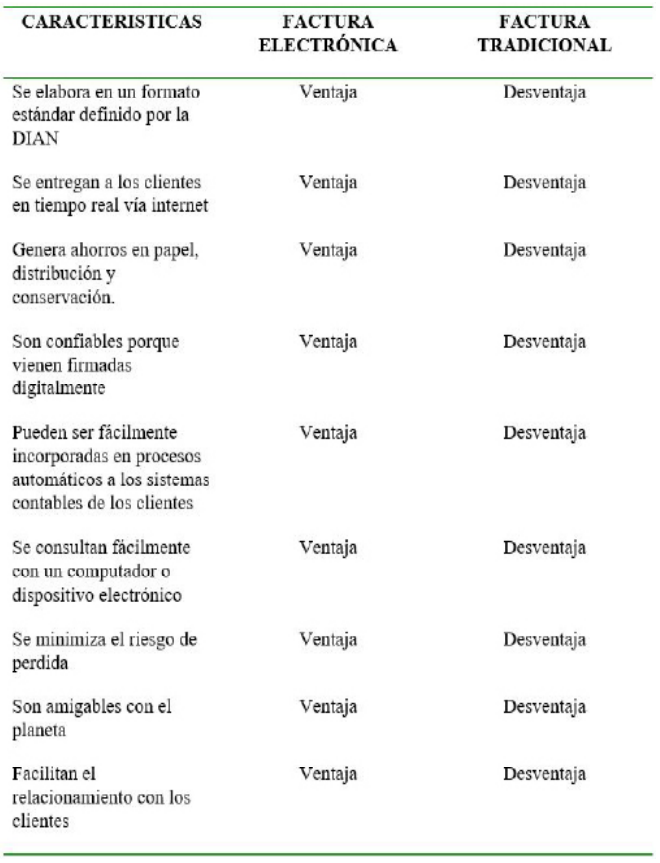 CARACTERISTICAS FACTURA ELECTRÓNICA FACTURA TRADICIONAL
Se elabora en un formato Ventaja Desventaja
estándar definido por la
DIAN
Se entregan a los clientes Ventaja Desventaja
en tiempo real vía internet
Genera ahorros en papel, Ventaja Desventaja
distribución y
conservación.
Son confiables porque Ventaja Desventaja
vienen firmadas
digitalmente
Pueden ser fácilmente Ventaja Desventaja
incorporadas en procesos
automáticos a los sistemas
contables de los clientes
Se consultan fácilmente Ventaja Desventaja
con un computador o
dispositivo electrónico
Se minimiza el riesgo de Ventaja Desventaja
perdida
Son amigables con el Ventaja Desventaja
planeta
Facilitan el Ventaja Desventaja
relacionamiento con los
clientes